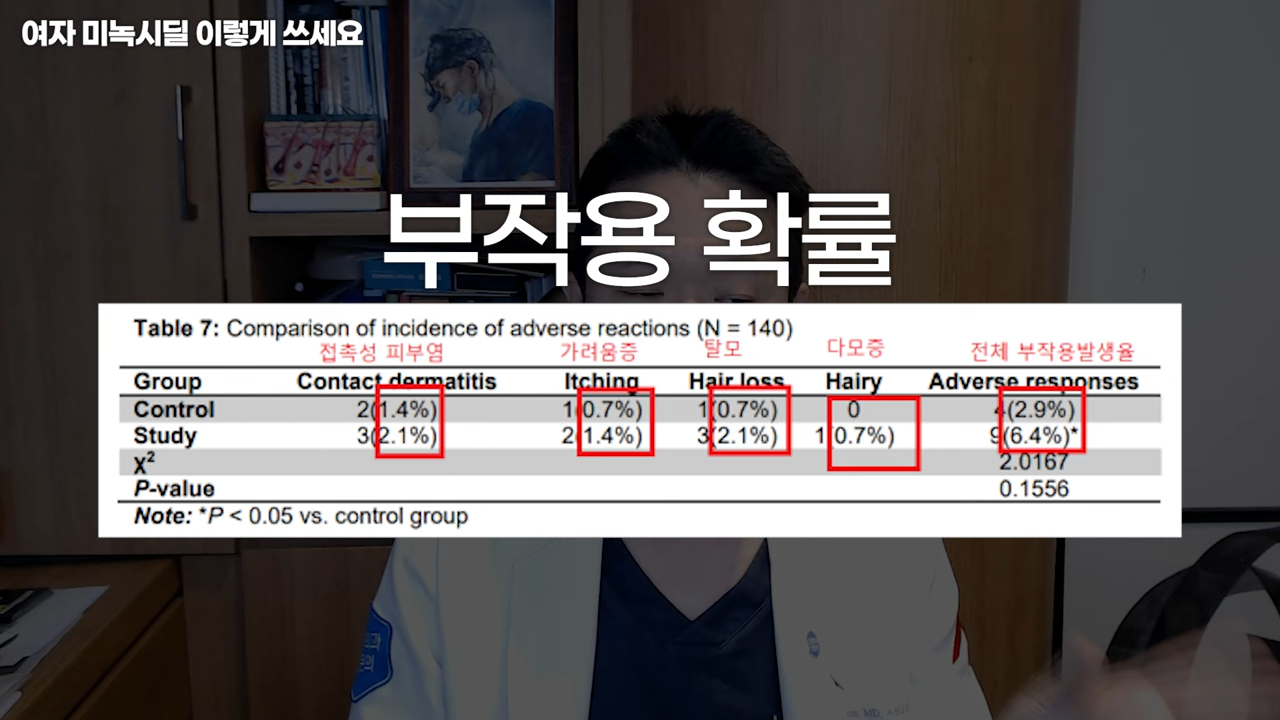 여자 미녹시딜 이렇게 쓰세요
부작용 확률
Table 7: Comparison of incidence of adverse reactions (N = 140)
접촉성 피부염 가려움증 탈모 다모증 전체 부작용발생율
Group Contact dermatitis Itching Hair loss Hairy Adverse responses
Control 2(1.4%) 1(0.7%) 1(0.7%) 0 4(2.9%)
Study 3(2.1%) 2(1.4%) 3(2.1%) 1(0.7%) 9(6.4%)*
χ² 2.0167
P-value 0.1556
Note: *P < 0.05 vs. control group